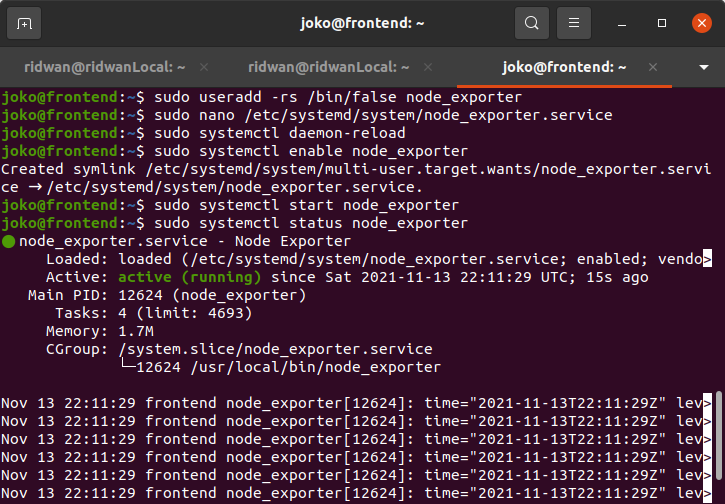 joko@frontend: ~
ridwan@ridwanLocal: ~ ×
ridwan@ridwanLocal: ~ ×
joko@frontend: ~ ×
joko@frontend:~$ sudo useradd -rs /bin/false node_exporter
joko@frontend:~$ sudo nano /etc/systemd/system/node_exporter.service
joko@frontend:~$ sudo systemctl daemon-reload
joko@frontend:~$ sudo systemctl enable node_exporter
Created symlink /etc/systemd/system/multi-user.target.wants/node_exporter.servi
ce → /etc/systemd/system/node_exporter.service.
joko@frontend:~$ sudo systemctl start node_exporter
joko@frontend:~$ sudo systemctl status node_exporter
● node_exporter.service - Node Exporter
Loaded: loaded (/etc/systemd/system/node_exporter.service; enabled; vendo>
Active: active (running) since Sat 2021-11-13 22:11:29 UTC; 15s ago
Main PID: 12624 (node_exporter)
Tasks: 4 (limit: 4693)
Memory: 1.7M
CGroup: /system.slice/node_exporter.service
└─12624 /usr/local/bin/node_exporter
Nov 13 22:11:29 frontend node_exporter[12624]: time="2021-11-13T22:11:29Z" lev>
Nov 13 22:11:29 frontend node_exporter[12624]: time="2021-11-13T22:11:29Z" lev>
Nov 13 22:11:29 frontend node_exporter[12624]: time="2021-11-13T22:11:29Z" lev>
Nov 13 22:11:29 frontend node_exporter[12624]: time="2021-11-13T22:11:29Z" lev>
Nov 13 22:11:29 frontend node_exporter[12624]: time="2021-11-13T22:11:29Z" lev>
Nov 13 22:11:29 frontend node_exporter[12624]: time="2021-11-13T22:11:29Z" lev>